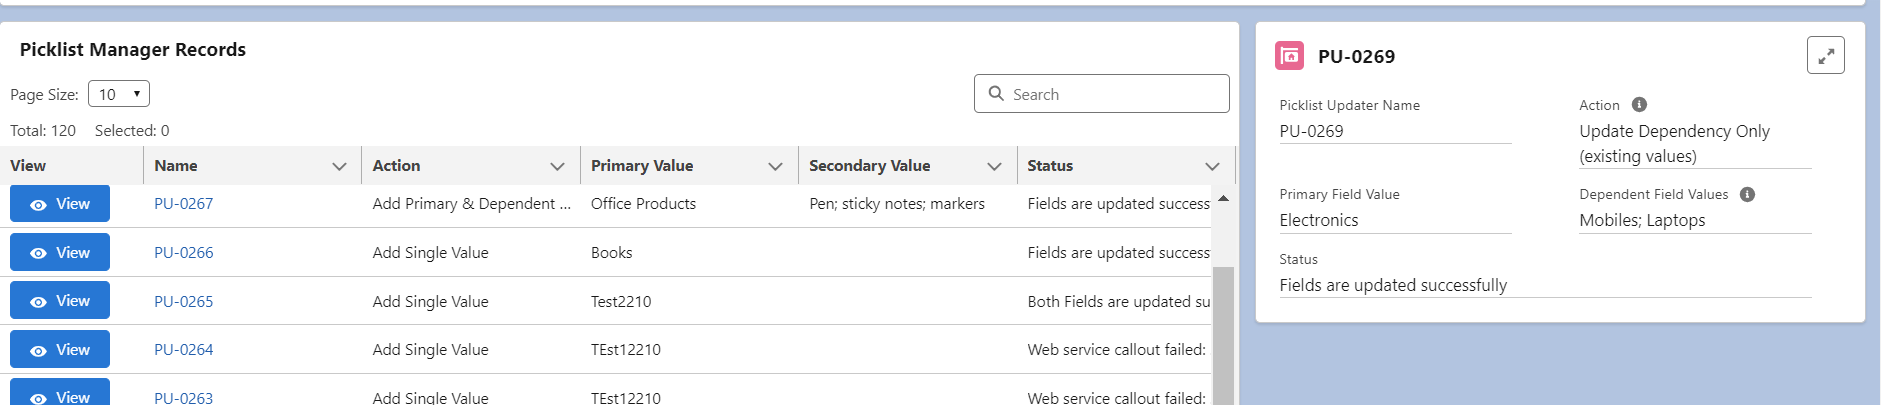 Picklist Manager Records
Page Size: 10
Search
Total: 120 Selected: 0
View Name Action Primary Value Secondary Value Status
View PU-0267 Add Primary & Dependent ... Office Products Pen; sticky notes; markers Fields are updated success
View PU-0266 Add Single Value Books Fields are updated success
View PU-0265 Add Single Value Test2210 Both Fields are updated su
View PU-0264 Add Single Value TEst12210 Web service callout failed:
View PU-0263 Add Single Value TEst12210 Web service callout failed:
PU-0269
Picklist Updater Name
PU-0269
Action
Update Dependency Only
(existing values)
Primary Field Value
Electronics
Dependent Field Values
Mobiles; Laptops
Status
Fields are updated successfully